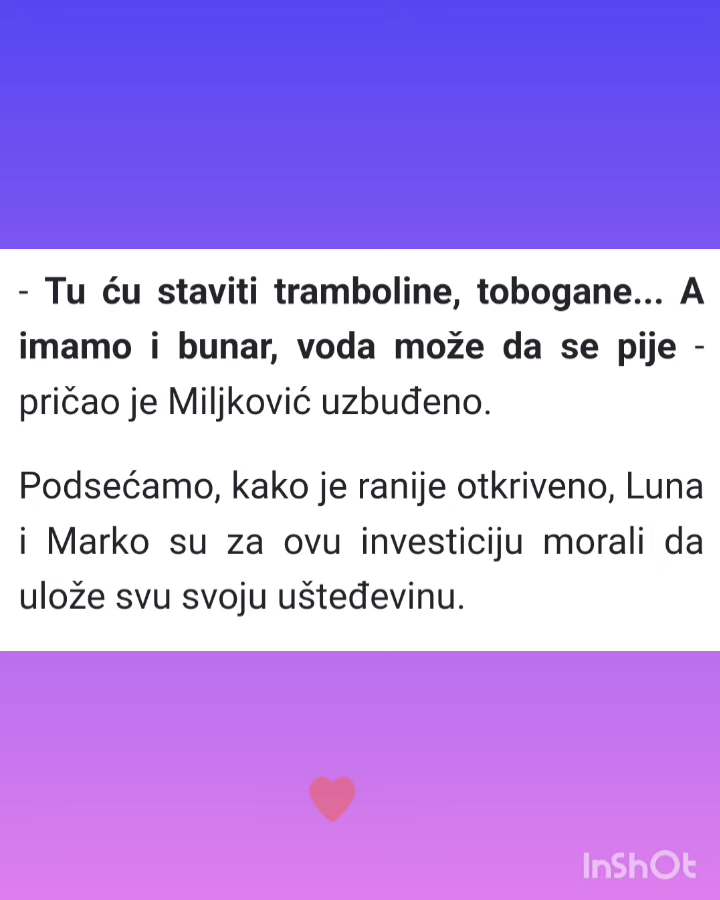 - Tu ću staviti tramboline, tobogane... A
imamo i bunar, voda može da se pije -
pričao je Miljković uzbuđeno.
Podsećamo, kako je ranije otkriveno, Luna
i Marko su za ovu investiciju morali da
ulože svu svoju ušteđevinu.
InShOt